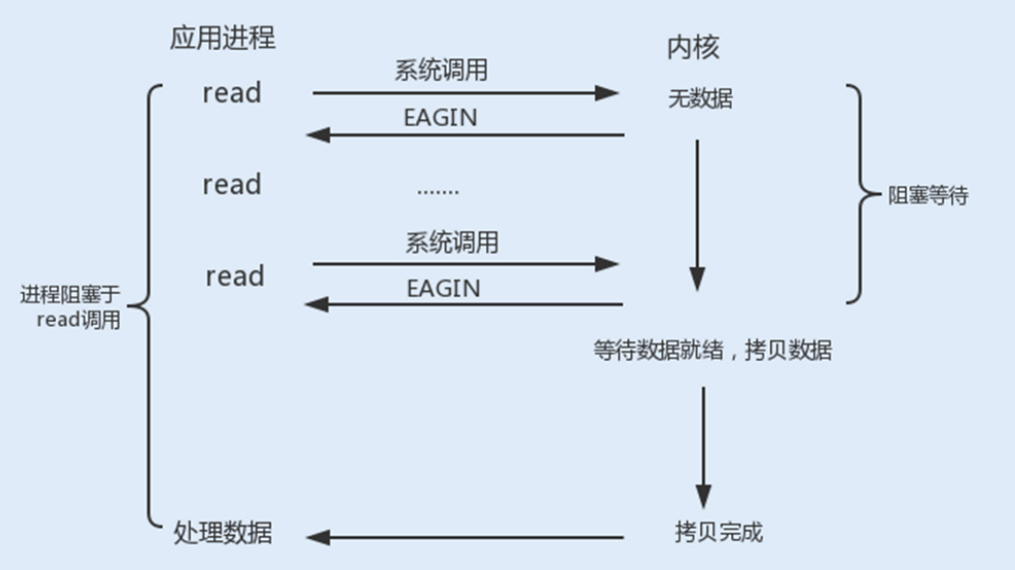 应用进程
内核
read
系统调用
无数据
EAGIN
read
.......
阻塞等待
系统调用
read
EAGIN
进程阻塞于
read调用
等待数据就绪，拷贝数据
处理数据
拷贝完成